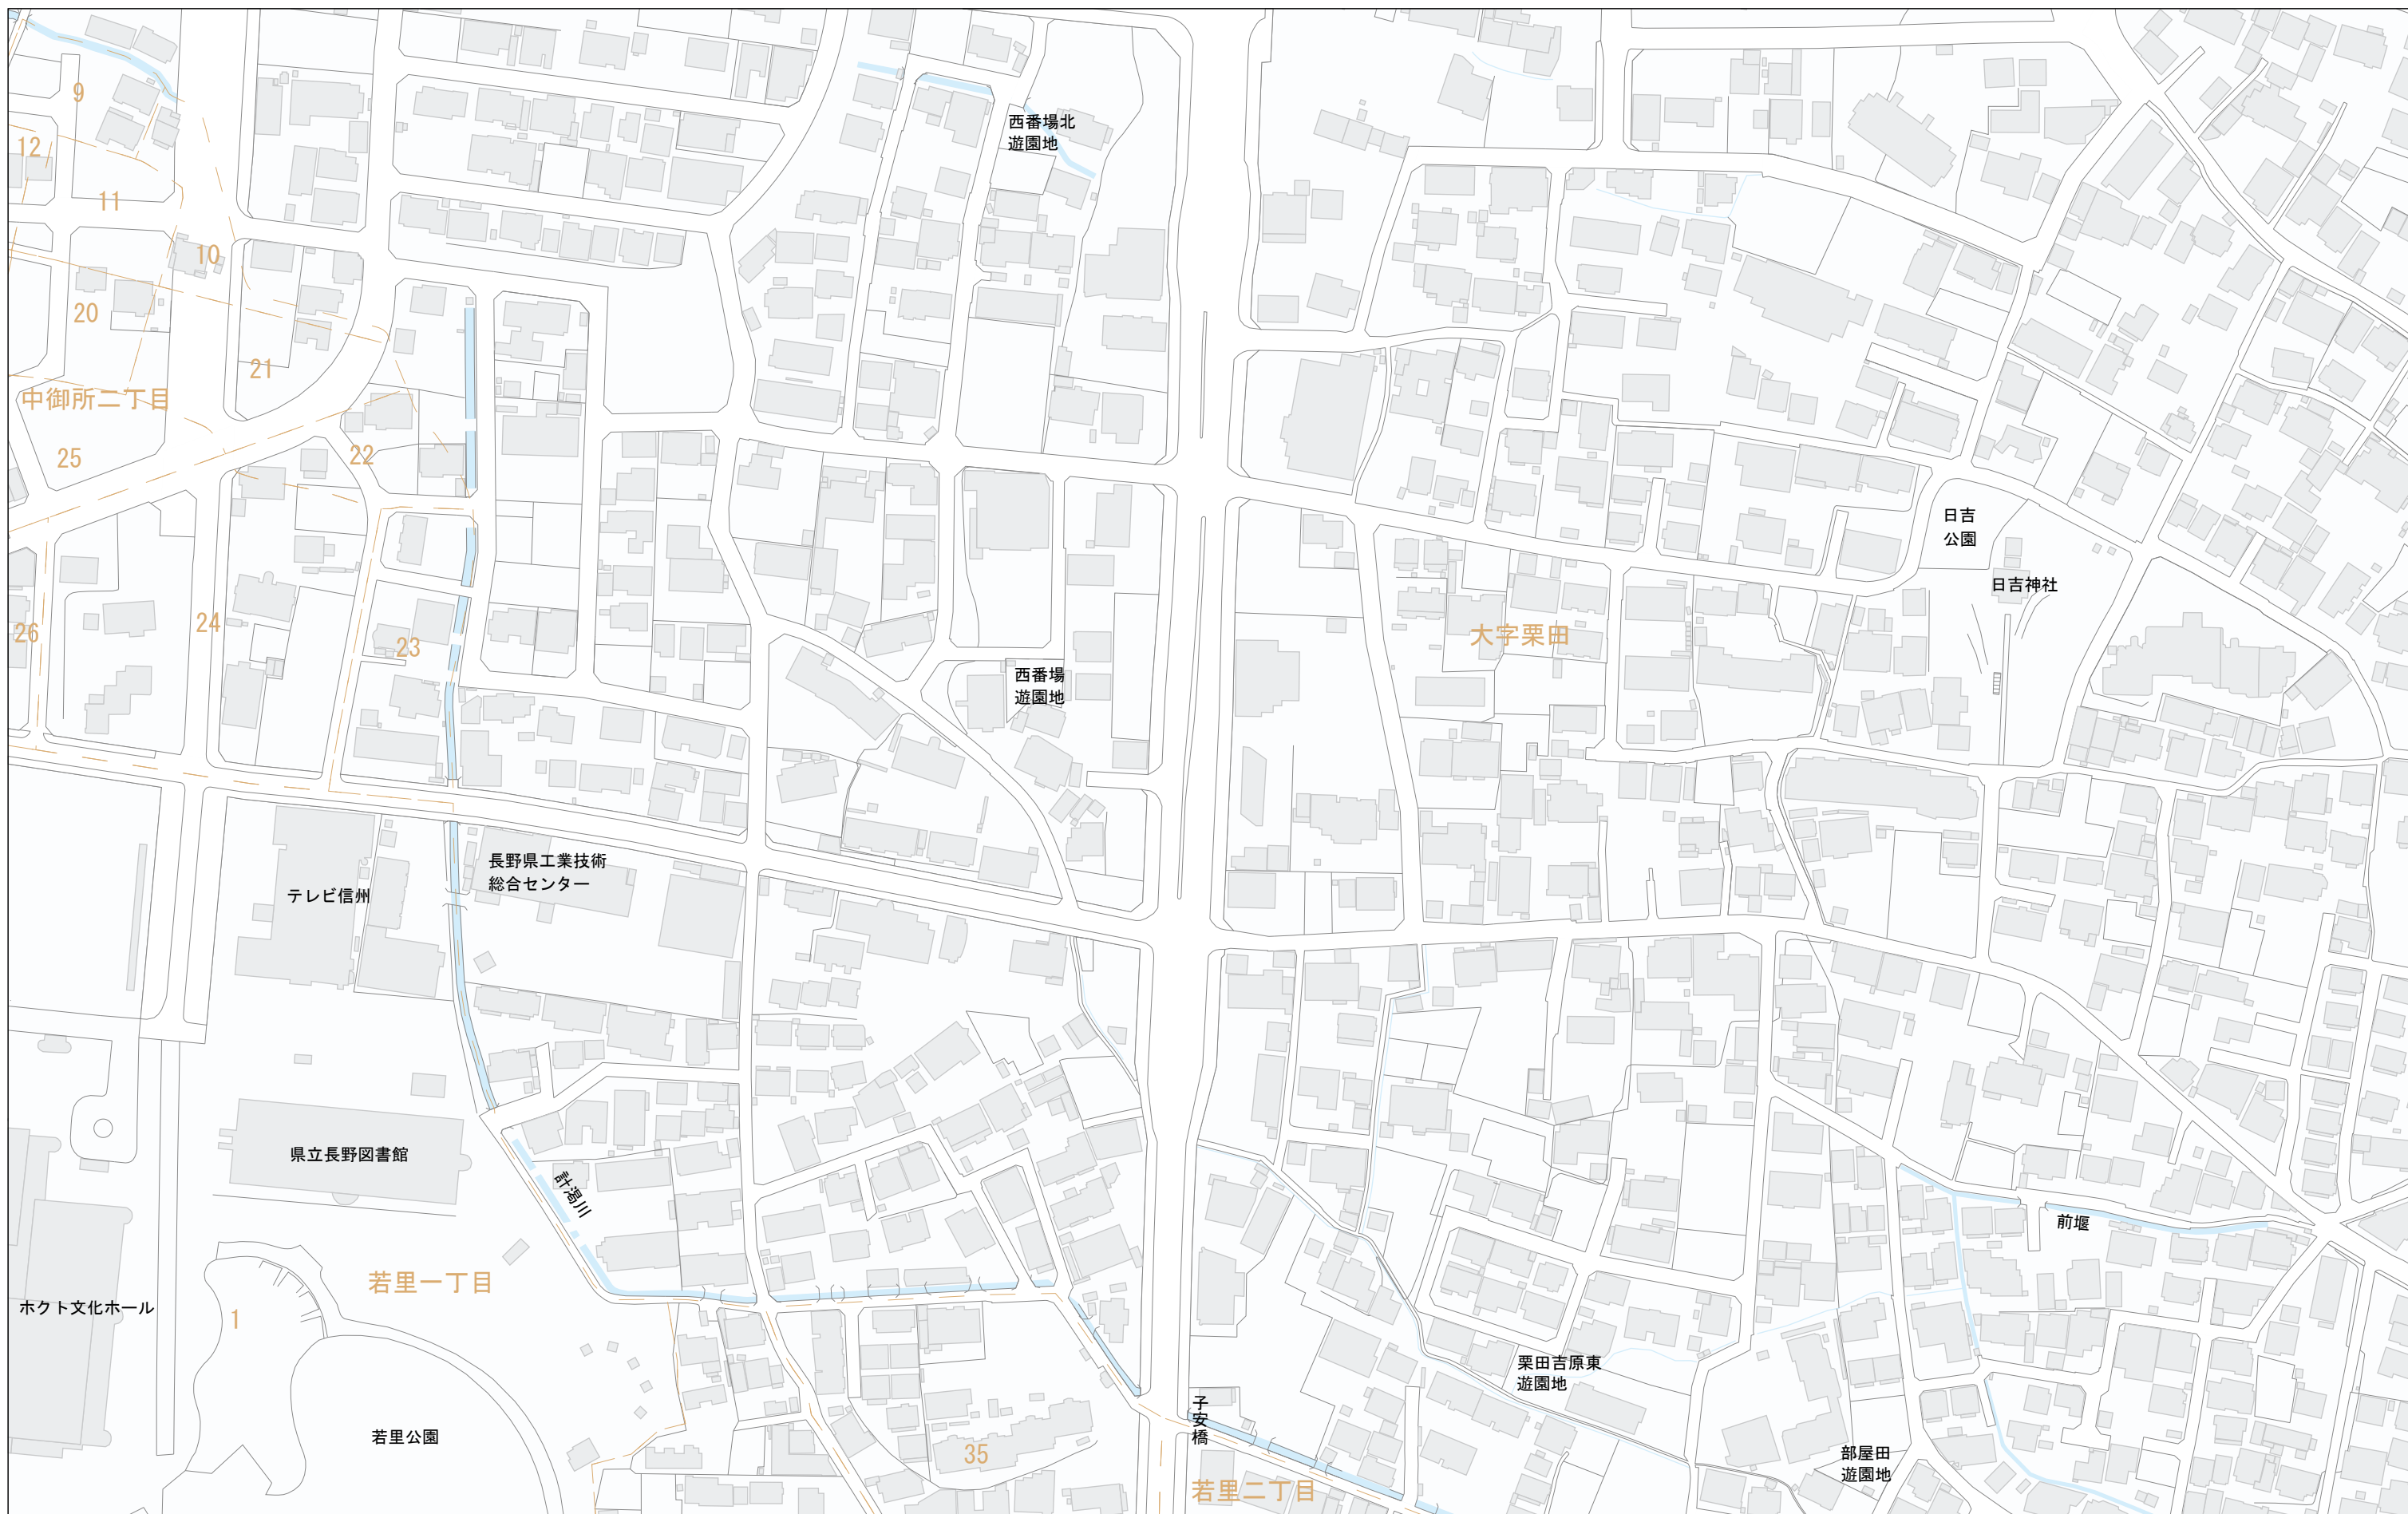 9
西番場北
遊園地
12
11
10
20
21
中御所二丁目
22
25
日吉
公園
日吉神社
24
26
23
大字栗田
西番場
遊園地
長野県工業技術
総合センター
テレビ信州
県立長野図書館
計渇川
前堰
若里一丁目
ホクト文化ホール
1
栗田吉原東
遊園地
子安橋
若里公園
35
部屋田
遊園地
若里二丁目